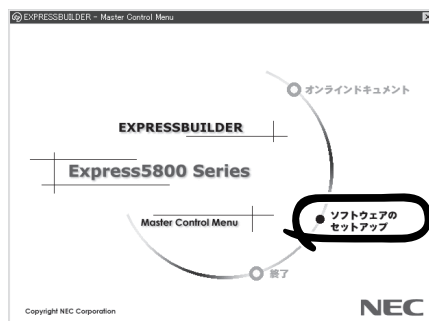 EXPRESSBUILDER - Master Control Menu
オンラインドキュメント
EXPRESSBUILDER
Express5800 Series
Master Control Menu
ソフトウェアの
セットアップ
終了
Copyright NEC Corporation
NEC